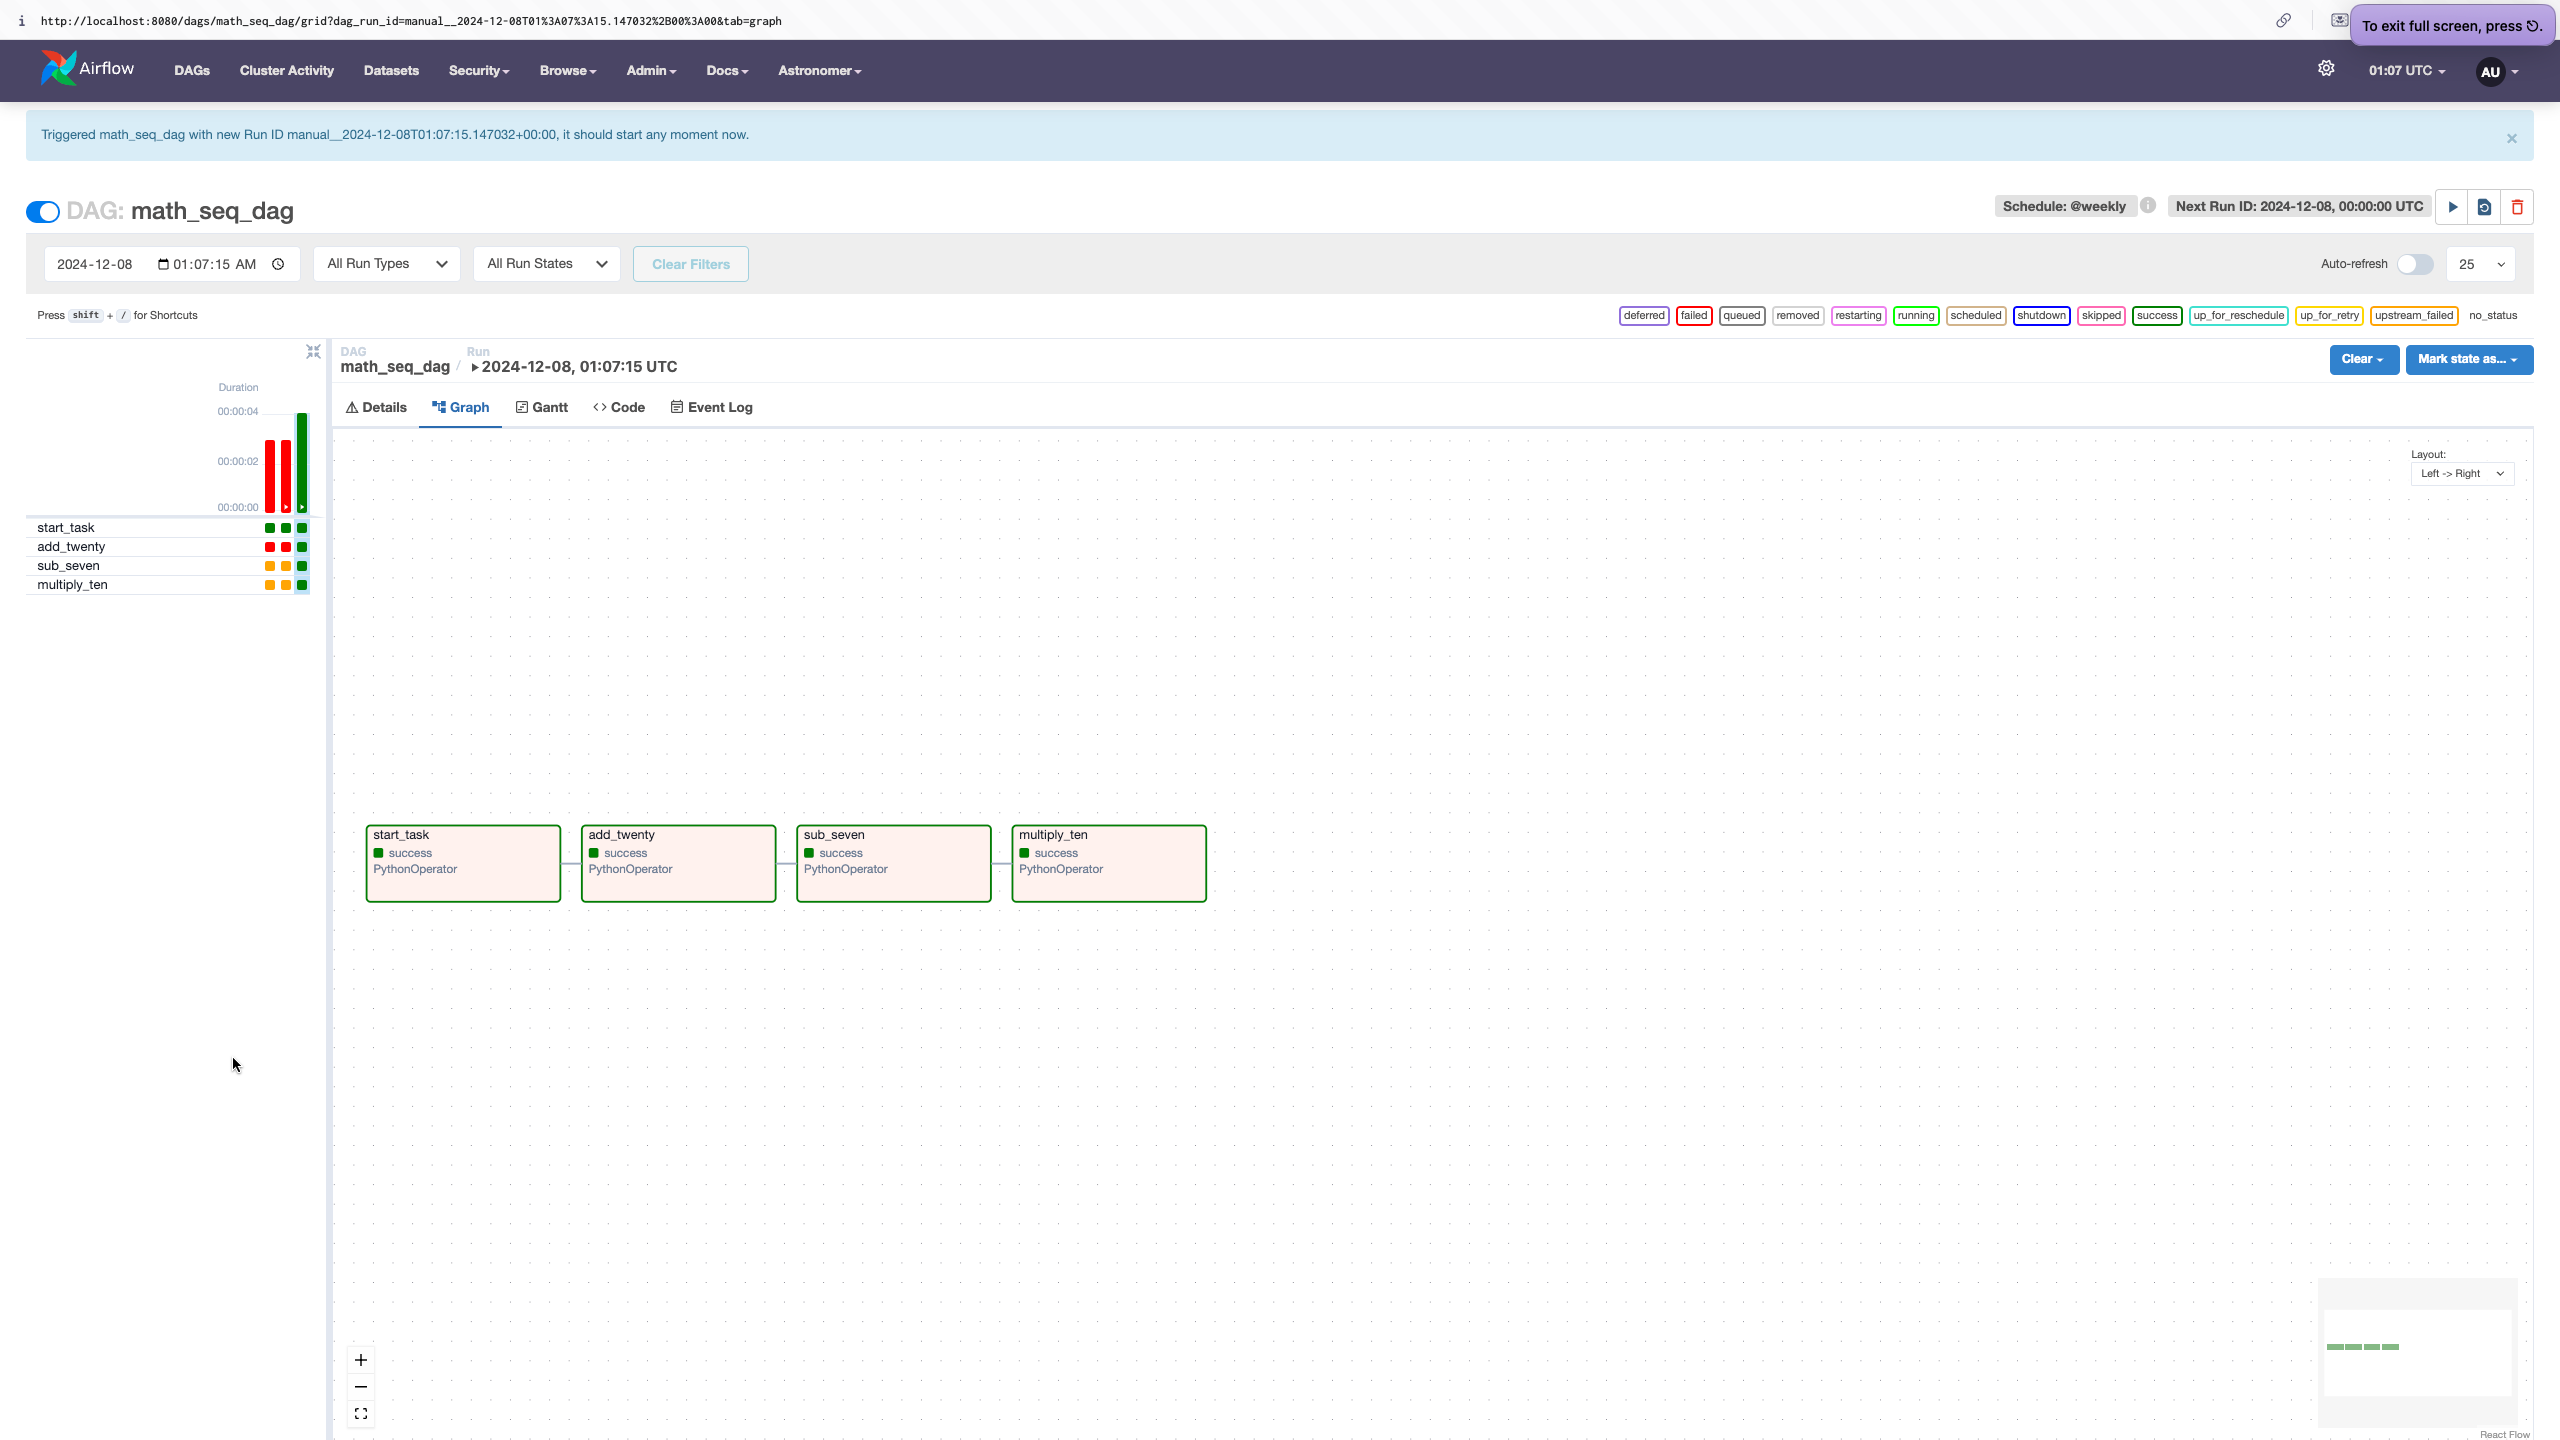 i http://localhost:8080/dags/math_seq_dag/grid?dag_run_id=manual__2024-12-08T01%3A07%3A15.147032%2B00%3A00&tab=graph
To exit full screen, press
Airflow DAGs Cluster Activity Datasets Security Browse Admin Docs Astronomer 01:07 UTC AU
Triggered math_seq_dag with new Run ID manual__2024-12-08T01:07:15.147032+00:00, it should start any moment now. ×
DAG: math_seq_dag Schedule: @weekly i Next Run ID: 2024-12-08, 00:00:00 UTC
2024-12-08 01:07:15 AM All Run Types All Run States Clear Filters Auto-refresh 25
Press shift + / for Shortcuts deferred failed queued removed restarting running scheduled shutdown skipped success up_for_reschedule up_for_retry upstream_failed no_status
DAG Run
math_seq_dag / 2024-12-08, 01:07:15 UTC Clear Mark state as...
Details Graph Gantt <> Code Event Log
Duration
00:00:04
00:00:02
00:00:00
start_task
add_twenty
sub_seven
multiply_ten
Layout:
Left -> Right
start_task
success
PythonOperator
add_twenty
success
PythonOperator
sub_seven
success
PythonOperator
multiply_ten
success
PythonOperator
React Flow